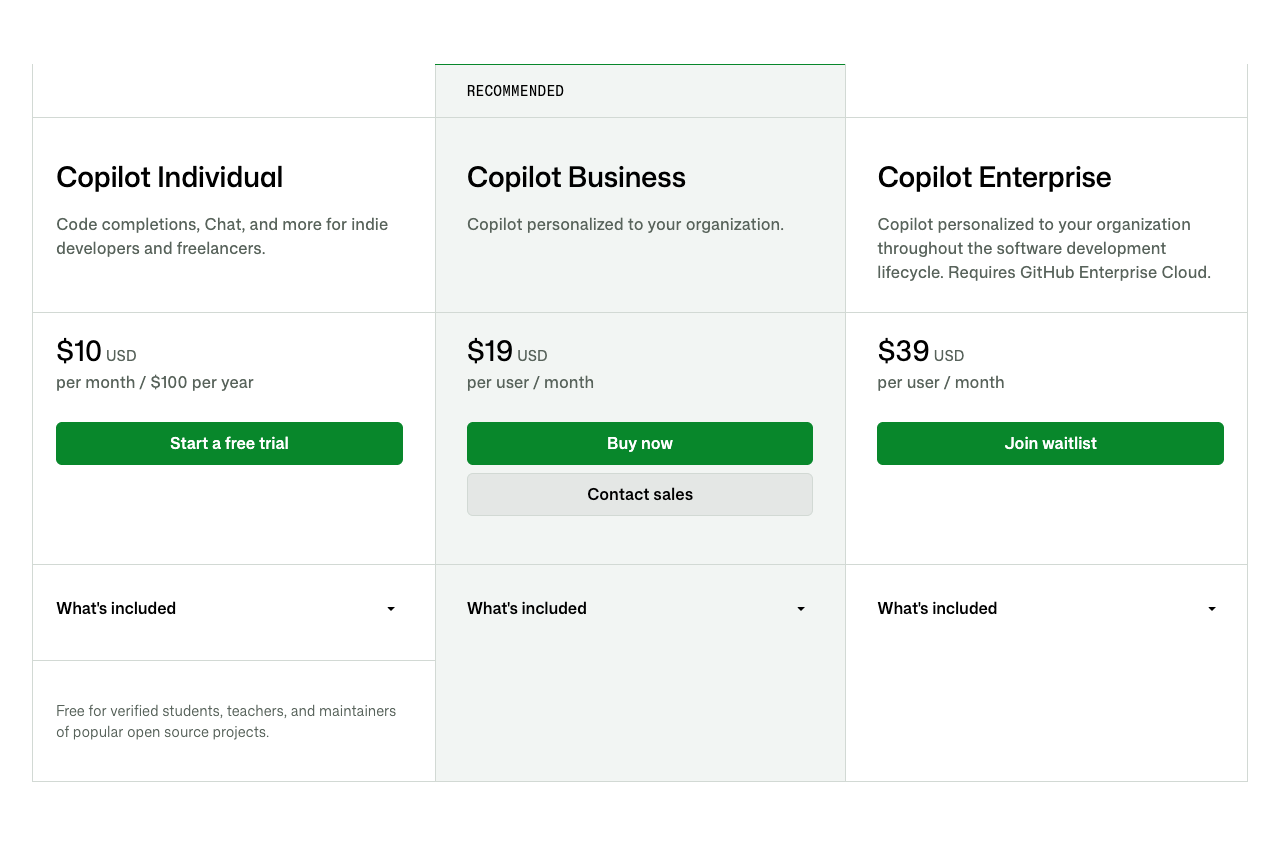 RECOMMENDED
Copilot Individual
Code completions, Chat, and more for indie
developers and freelancers.
$10 USD
per month / $100 per year
Start a free trial
What's included
Free for verified students, teachers, and maintainers
of popular open source projects.
Copilot Business
Copilot personalized to your organization.
$19 USD
per user / month
Buy now
Contact sales
What's included
Copilot Enterprise
Copilot personalized to your organization
throughout the software development
lifecycle. Requires GitHub Enterprise Cloud.
$39 USD
per user / month
Join waitlist
What's included